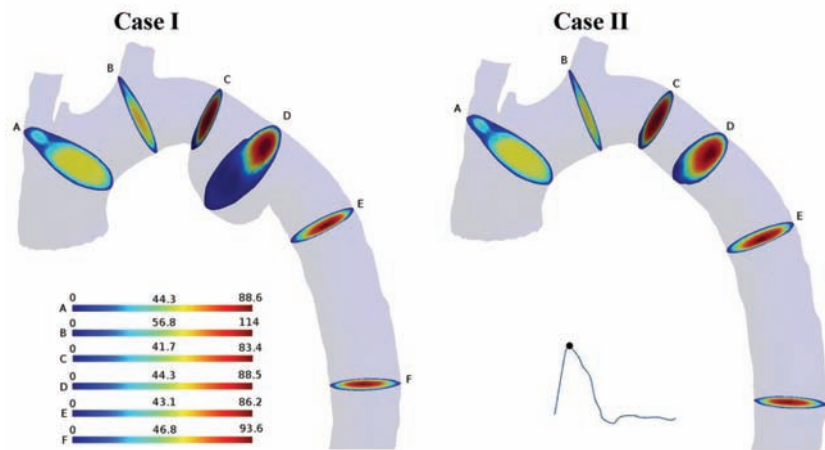 Case I
Case II
A
B
C
D
E
F
A
B
C
D
E
A 0 44.3 88.6
B 0 56.8 114
C 0 41.7 83.4
D 0 44.3 88.5
E 0 43.1 86.2
F 0 46.8 93.6